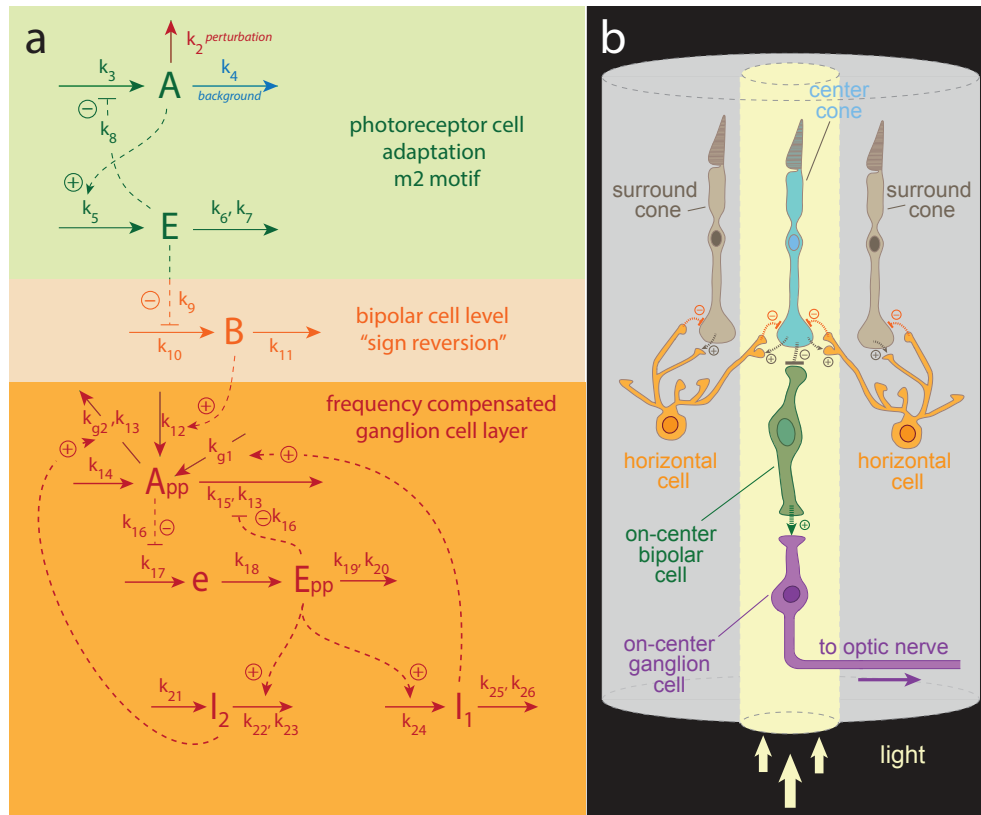 a
k2 perturbation
k3
A
k4
background
⊖
k8
photoreceptor cell
adaptation
m2 motif
⊕
k5
E
k6, k7
⊖
k9
k10
B
k11
bipolar cell level
“sign reversion”
frequency compensated
ganglion cell layer
kg2, k13
k12
⊕
⊕
kg1
⊕
k14
App
k15, k13
k16
⊖
⊖
k16
k17
e
k18
Epp
k19, k20
⊕
⊕
k21
I2
k22, k23
k24
I1
k25, k26
b
center
cone
surround
cone
surround
cone
⊖
⊖
⊖
⊖
⊕
⊕
⊖
⊕
⊕
horizontal
cell
horizontal
cell
on-center
bipolar
cell
⊕
on-center
ganglion
cell
to optic nerve
light